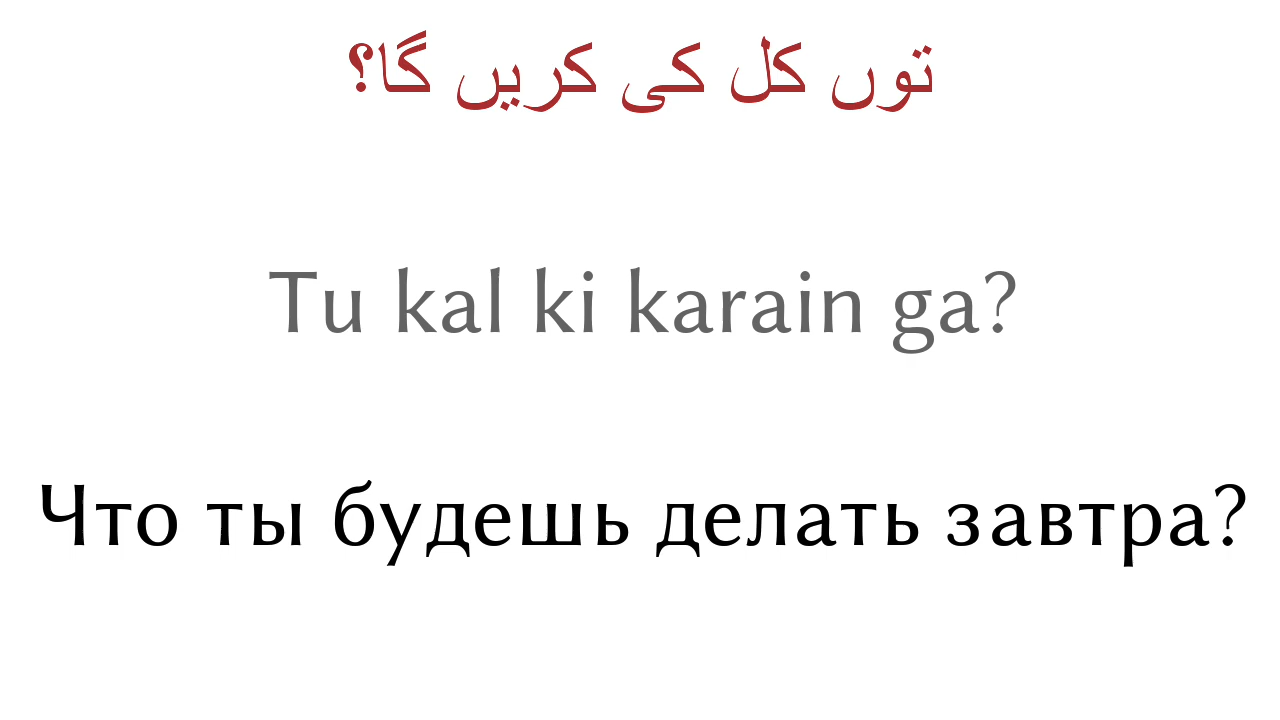 توں کل کی کریں گا؟
Tu kal ki karain ga?
Что ты будешь делать завтра?